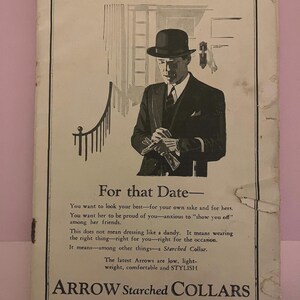 For that Date—
You want to look your best—for your own sake and for hers.
You want her to be proud of you—anxious to "show you off"
among her friends.
This does not mean dressing like a dandy. It means wearing
the right thing—right for you—right for the occasion.
It means—among other things—a Starched Collar.
The latest Arrows are low, light-
weight, comfortable and STYLISH
ARROW Starched COLLARS